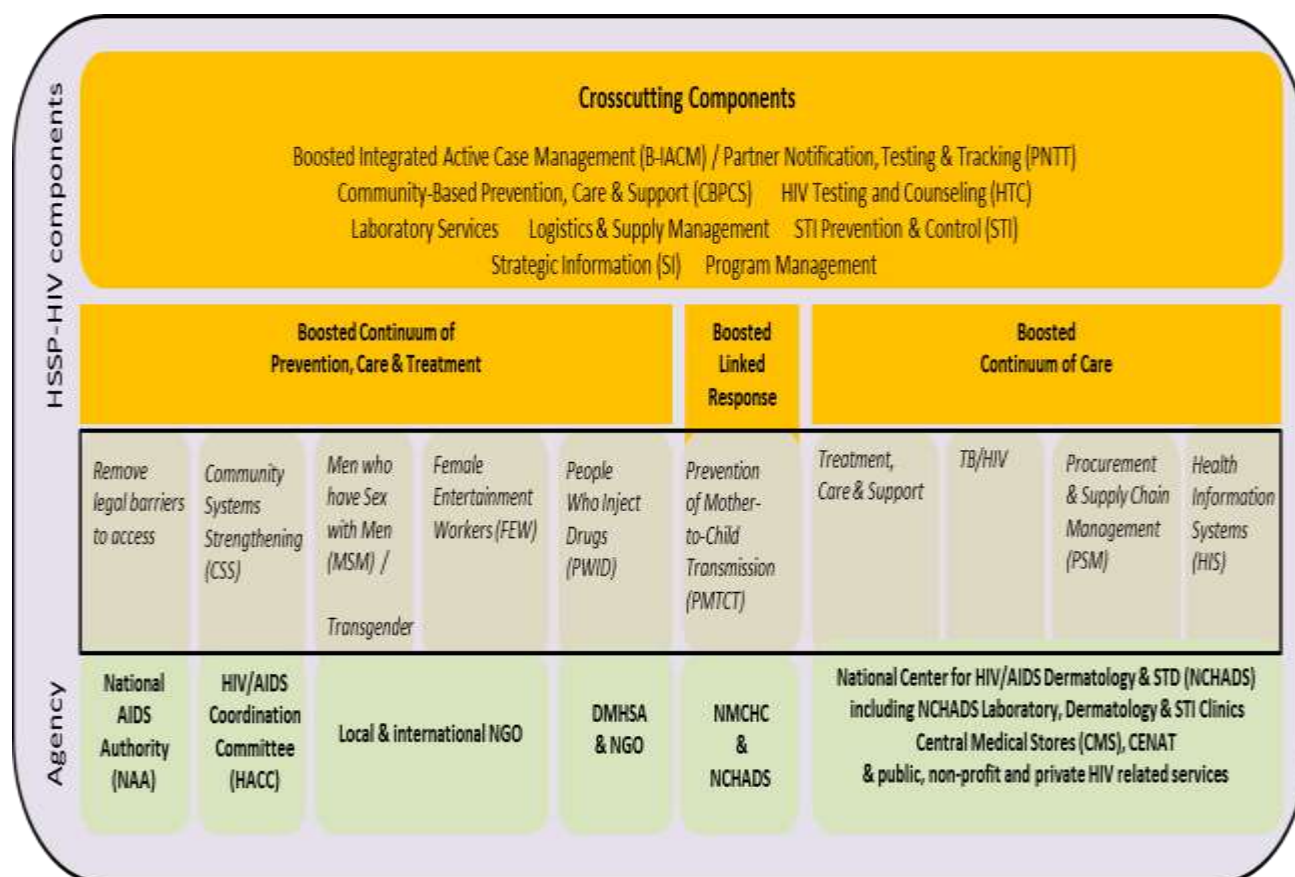 HSSP-HIV components
Crosscutting Components
Boosted Integrated Active Case Management (B-IACM) / Partner Notification, Testing & Tracking (PNTT)
Community-Based Prevention, Care & Support (CBPCS) HIV Testing and Counseling (HTC)
Laboratory Services Logistics & Supply Management STI Prevention & Control (STI)
Strategic Information (SI) Program Management
Boosted Continuum of
Prevention, Care & Treatment
Boosted
Linked
Response
Boosted
Continuum of Care
Remove
legal barriers
to access
Community
Systems
Strengthening
(CSS)
Men who
have Sex
with Men
(MSM) /
Transgender
Female
Entertainment
Workers (FEW)
People
Who Inject
Drugs
(PWID)
Prevention
of Mother-
to-Child
Transmission
(PMTCT)
Treatment,
Care & Support
TB/HIV
Procurement
& Supply Chain
Management
(PSM)
Health
Information
Systems
(HIS)
Agency
National
AIDS
Authority
(NAA)
HIV/AIDS
Coordination
Committee
(HACC)
Local & international NGO
DMHSA
& NGO
NMCHC
&
NCHADS
National Center for HIV/AIDS Dermatology & STD (NCHADS)
including NCHADS Laboratory, Dermatology & STI Clinics
Central Medical Stores (CMS), CENAT
& public, non-profit and private HIV related services